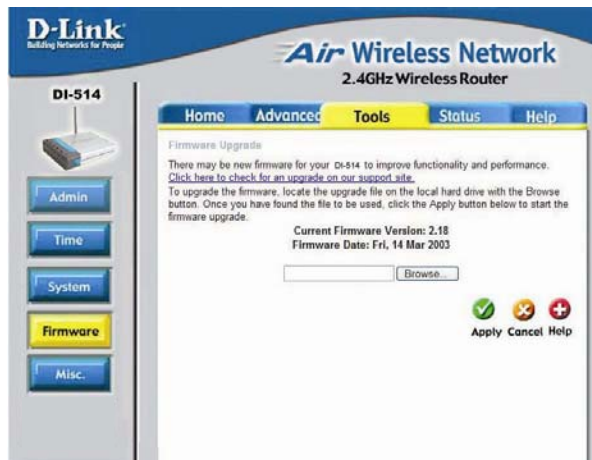 D-Link
Building Networks for People
Air Wireless Network
2.4GHz Wireless Router
DI-514
Home Advanced Tools Status Help
Admin
Time
System
Firmware
Misc.
Firmware Upgrade
There may be new firmware for your DI-514 to improve functionality and performance.
Click here to check for an upgrade on our support site.
To upgrade the firmware, locate the upgrade file on the local hard drive with the Browse
button. Once you have found the file to be used, click the Apply button below to start the
firmware upgrade.
Current Firmware Version: 2.18
Firmware Date: Fri, 14 Mar 2003
Browse...
Apply Cancel Help